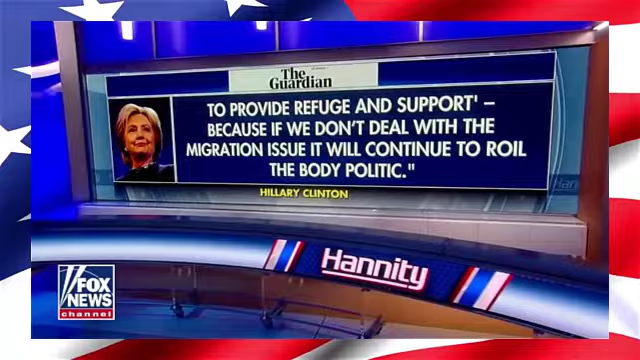 The
Guardian
TO PROVIDE REFUGE AND SUPPORT' –
BECAUSE IF WE DON'T DEAL WITH THE
MIGRATION ISSUE IT WILL CONTINUE TO ROIL
THE BODY POLITIC."
HILLARY CLINTON
Hannity
FOX
NEWS
channel